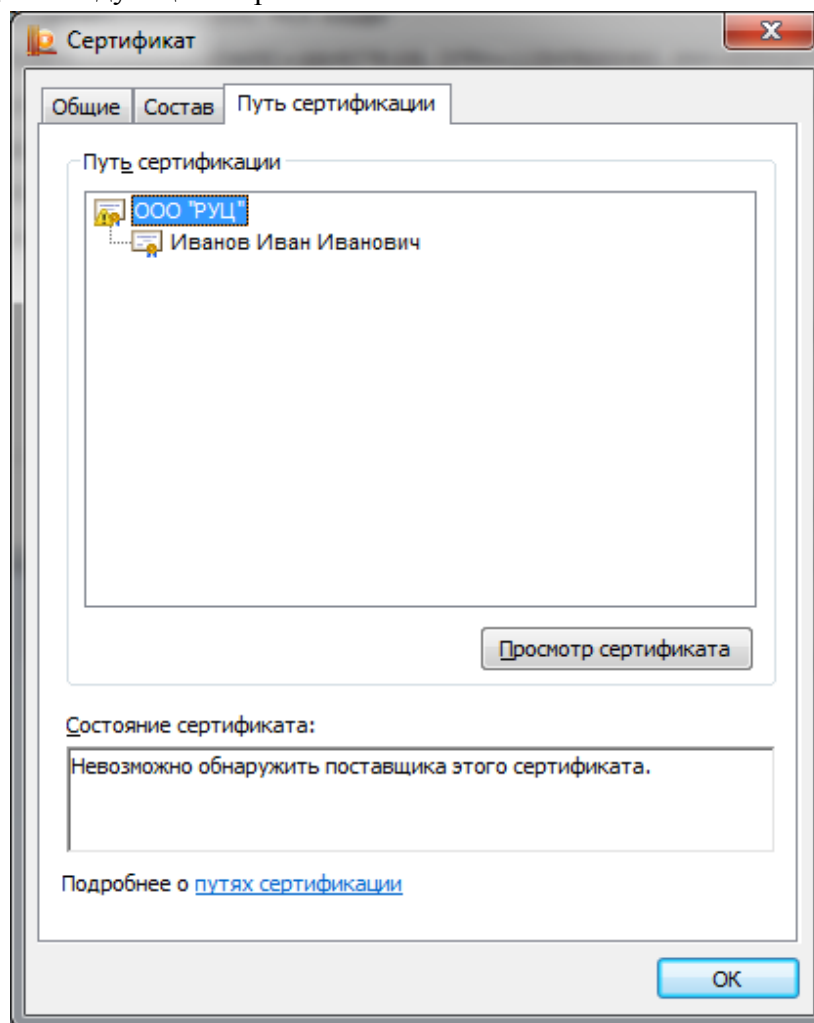 Сертификат
Общие Состав Путь сертификации
Путь сертификации
ООО "РУЦ"
Иванов Иван Иванович
Просмотр сертификата
Состояние сертификата:
Невозможно обнаружить поставщика этого сертификата.
Подробнее о путях сертификации
ОК